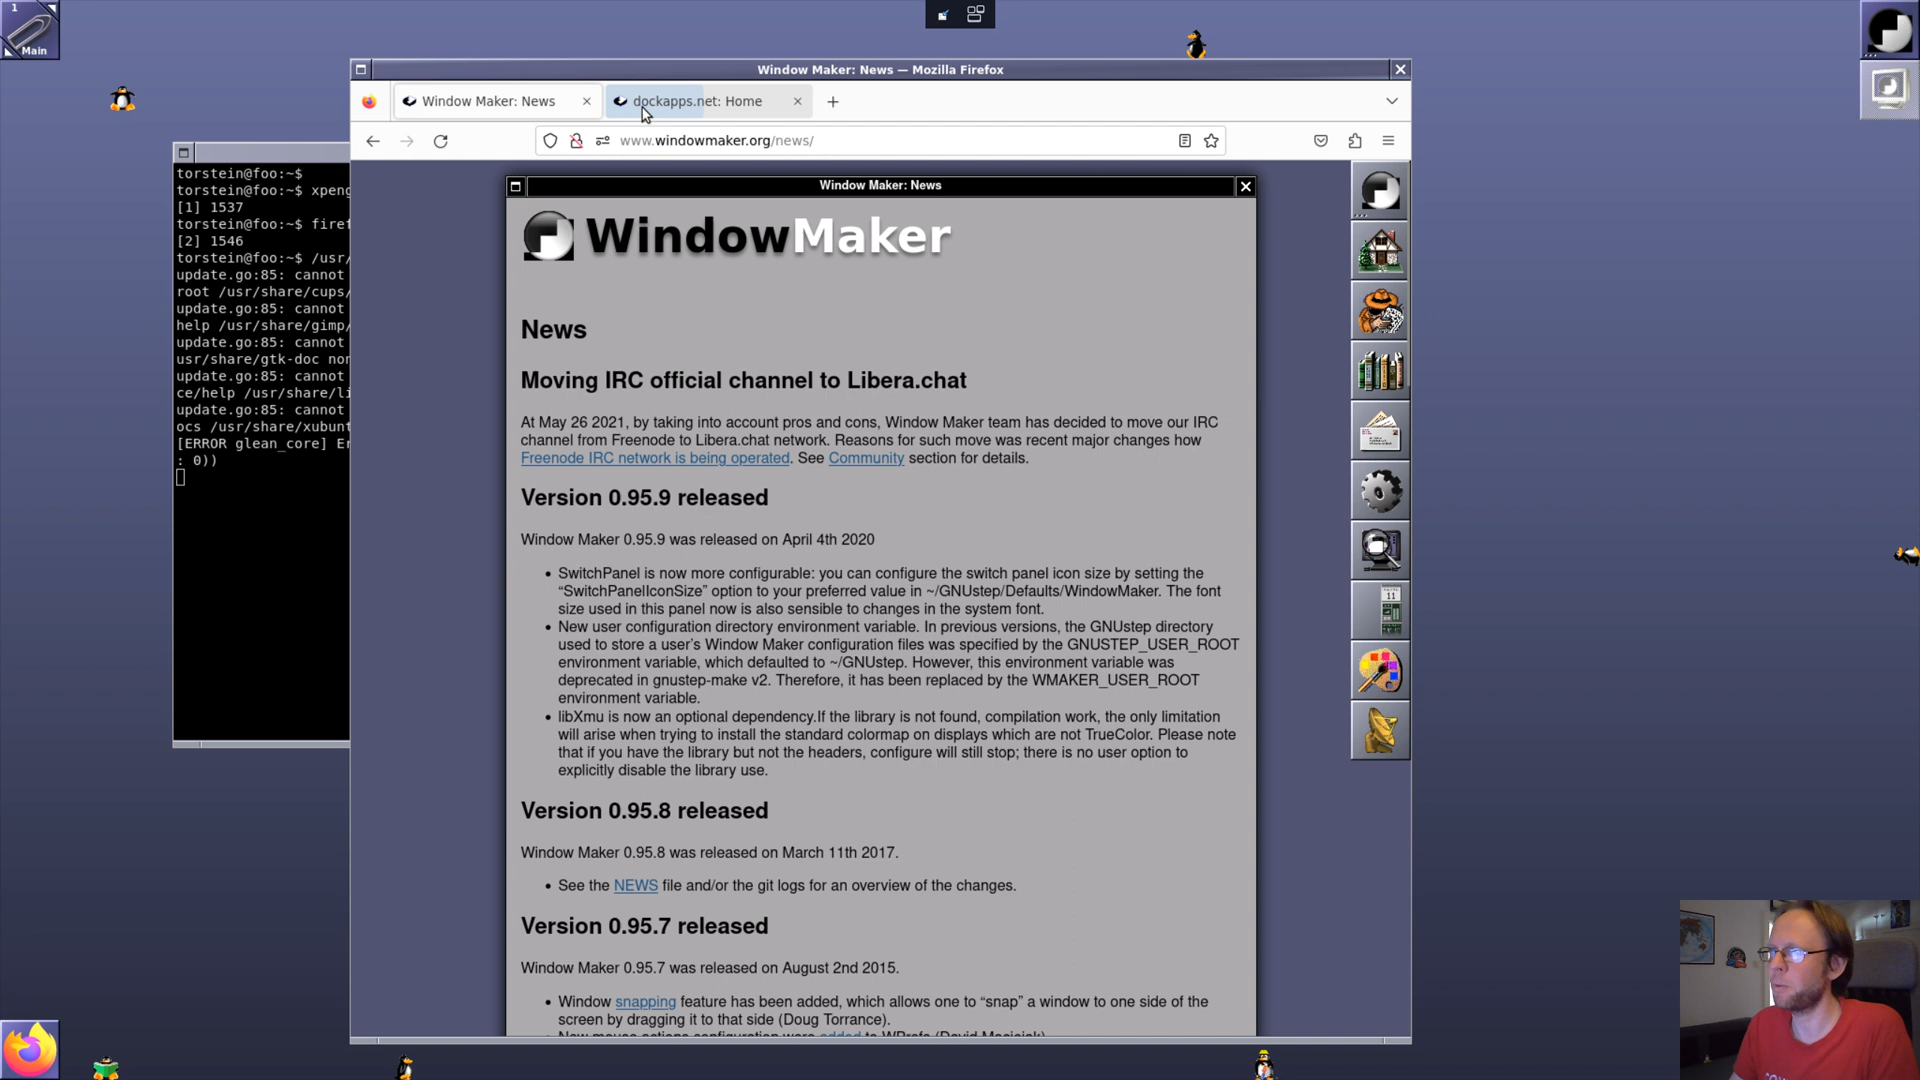 1
Main
Window Maker: News — Mozilla Firefox
Window Maker: News
dockapps.net: Home
www.windowmaker.org/news/
torstein@foo:~$
torstein@foo:~$ xpeng
[1] 1537
torstein@foo:~$ firef
[2] 1546
torstein@foo:~$ /usr/
update.go:85: cannot
root /usr/share/cups/
update.go:85: cannot
help /usr/share/gimp/
update.go:85: cannot
usr/share/gtk-doc non
update.go:85: cannot
ce/help /usr/share/li
update.go:85: cannot
ocs /usr/share/xubunt
[ERROR glean_core] Er
: 0))
Window Maker: News
WindowMaker
News
Moving IRC official channel to Libera.chat
At May 26 2021, by taking into account pros and cons, Window Maker team has decided to move our IRC
channel from Freenode to Libera.chat network. Reasons for such move was recent major changes how
Freenode IRC network is being operated. See Community section for details.
Version 0.95.9 released
Window Maker 0.95.9 was released on April 4th 2020
• SwitchPanel is now more configurable: you can configure the switch panel icon size by setting the
“SwitchPanelIconSize” option to your preferred value in ~/GNUstep/Defaults/WindowMaker. The font
size used in this panel now is also sensible to changes in the system font.
• New user configuration directory environment variable. In previous versions, the GNUstep directory
used to store a user’s Window Maker configuration files was specified by the GNUSTEP_USER_ROOT
environment variable, which defaulted to ~/GNUstep. However, this environment variable was
deprecated in gnustep-make v2. Therefore, it has been replaced by the WMAKER_USER_ROOT
environment variable.
• libXmu is now an optional dependency.If the library is not found, compilation work, the only limitation
will arise when trying to install the standard colormap on displays which are not TrueColor. Please note
that if you have the library but not the headers, configure will still stop; there is no user option to
explicitly disable the library use.
Version 0.95.8 released
Window Maker 0.95.8 was released on March 11th 2017.
• See the NEWS file and/or the git logs for an overview of the changes.
Version 0.95.7 released
Window Maker 0.95.7 was released on August 2nd 2015.
• Window snapping feature has been added, which allows one to “snap” a window to one side of the
screen by dragging it to that side (Doug Torrance).
• New mouse actions configuration were added to WPrefs (David Maciejak).
11